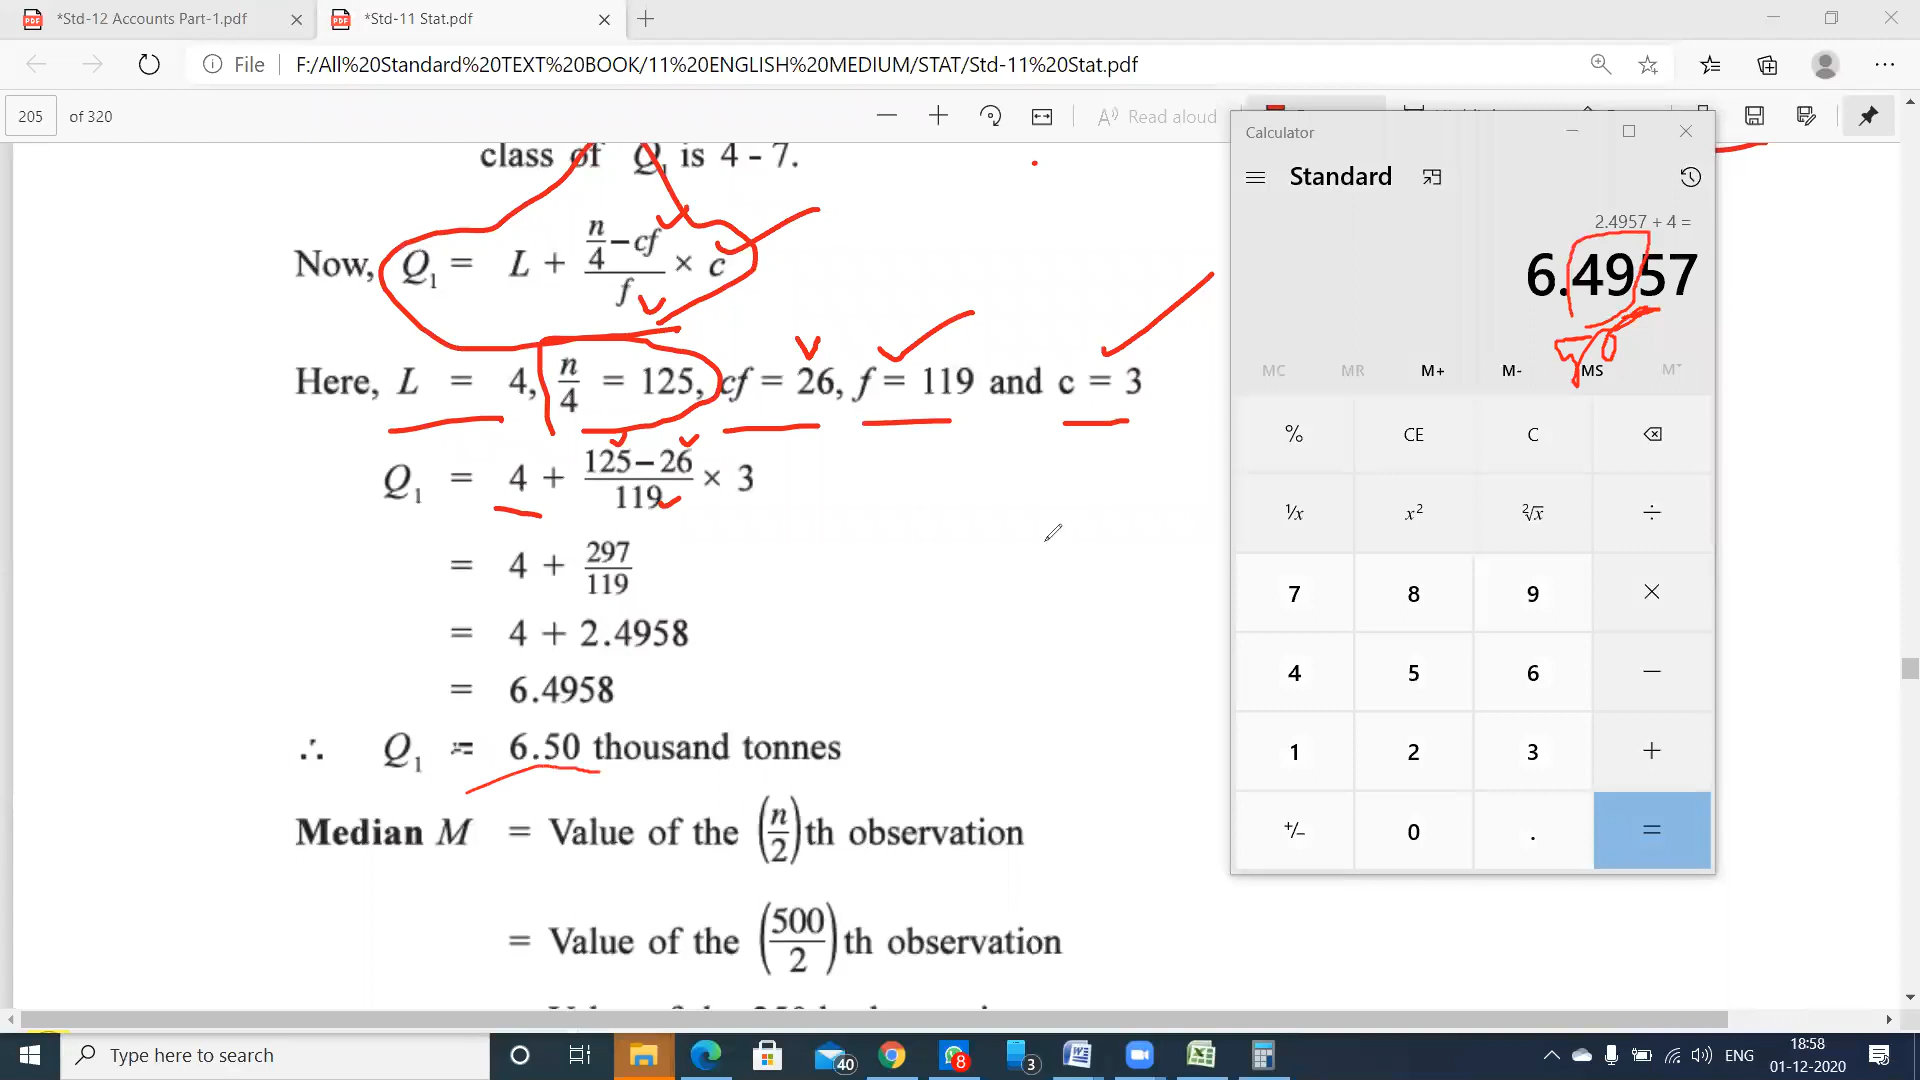 *Std-12 Accounts Part-1.pdf
*Std-11 Stat.pdf
File
F:/All%20Standard%20TEXT%20BOOK/11%20ENGLISH%20MEDIUM/STAT/Std-11%20Stat.pdf
205 of 320
Read aloud
class of Q₁ is 4 - 7.
Now, Q₁ = L + (n/4 - cf)/f × c
Here, L = 4, n/4 = 125, cf = 26, f = 119 and c = 3
Q₁ = 4 + (125 - 26)/119 × 3
= 4 + 297/119
= 4 + 2.4958
= 6.4958
∴ Q₁ = 6.50 thousand tonnes
Median M = Value of the (n/2)th observation
= Value of the (500/2)th observation
Calculator
Standard
2.4957 + 4 =
6.4957
MC MR M+ M- MS M˅
% CE C
¹/x x² ²√x ÷
7 8 9 ×
4 5 6 −
1 2 3 +
+/− 0 . =
Type here to search
40
8
3
ENG
18:58
01-12-2020